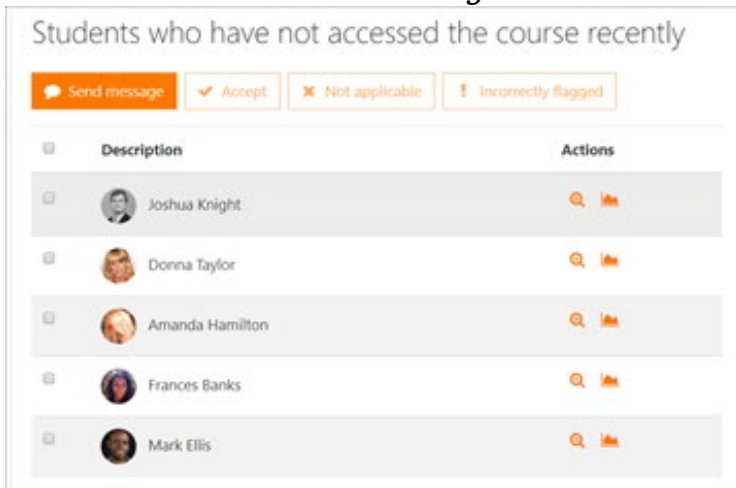 Students who have not accessed the course recently
Send message Accept Not applicable Incorrectly flagged
Description Actions
Joshua Knight
Donna Taylor
Amanda Hamilton
Frances Banks
Mark Ellis